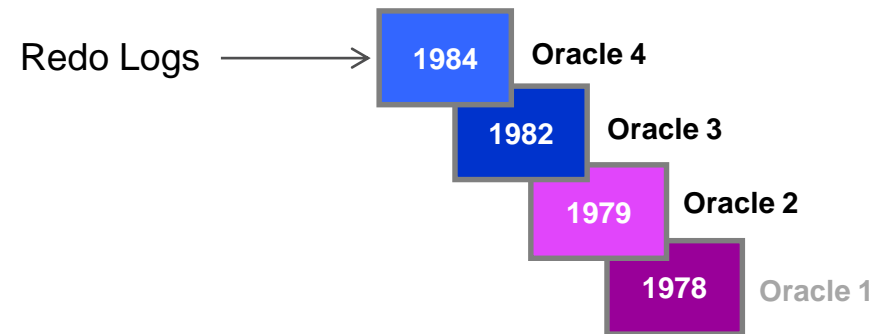 Redo Logs
1984 Oracle 4
1982 Oracle 3
1979 Oracle 2
1978 Oracle 1